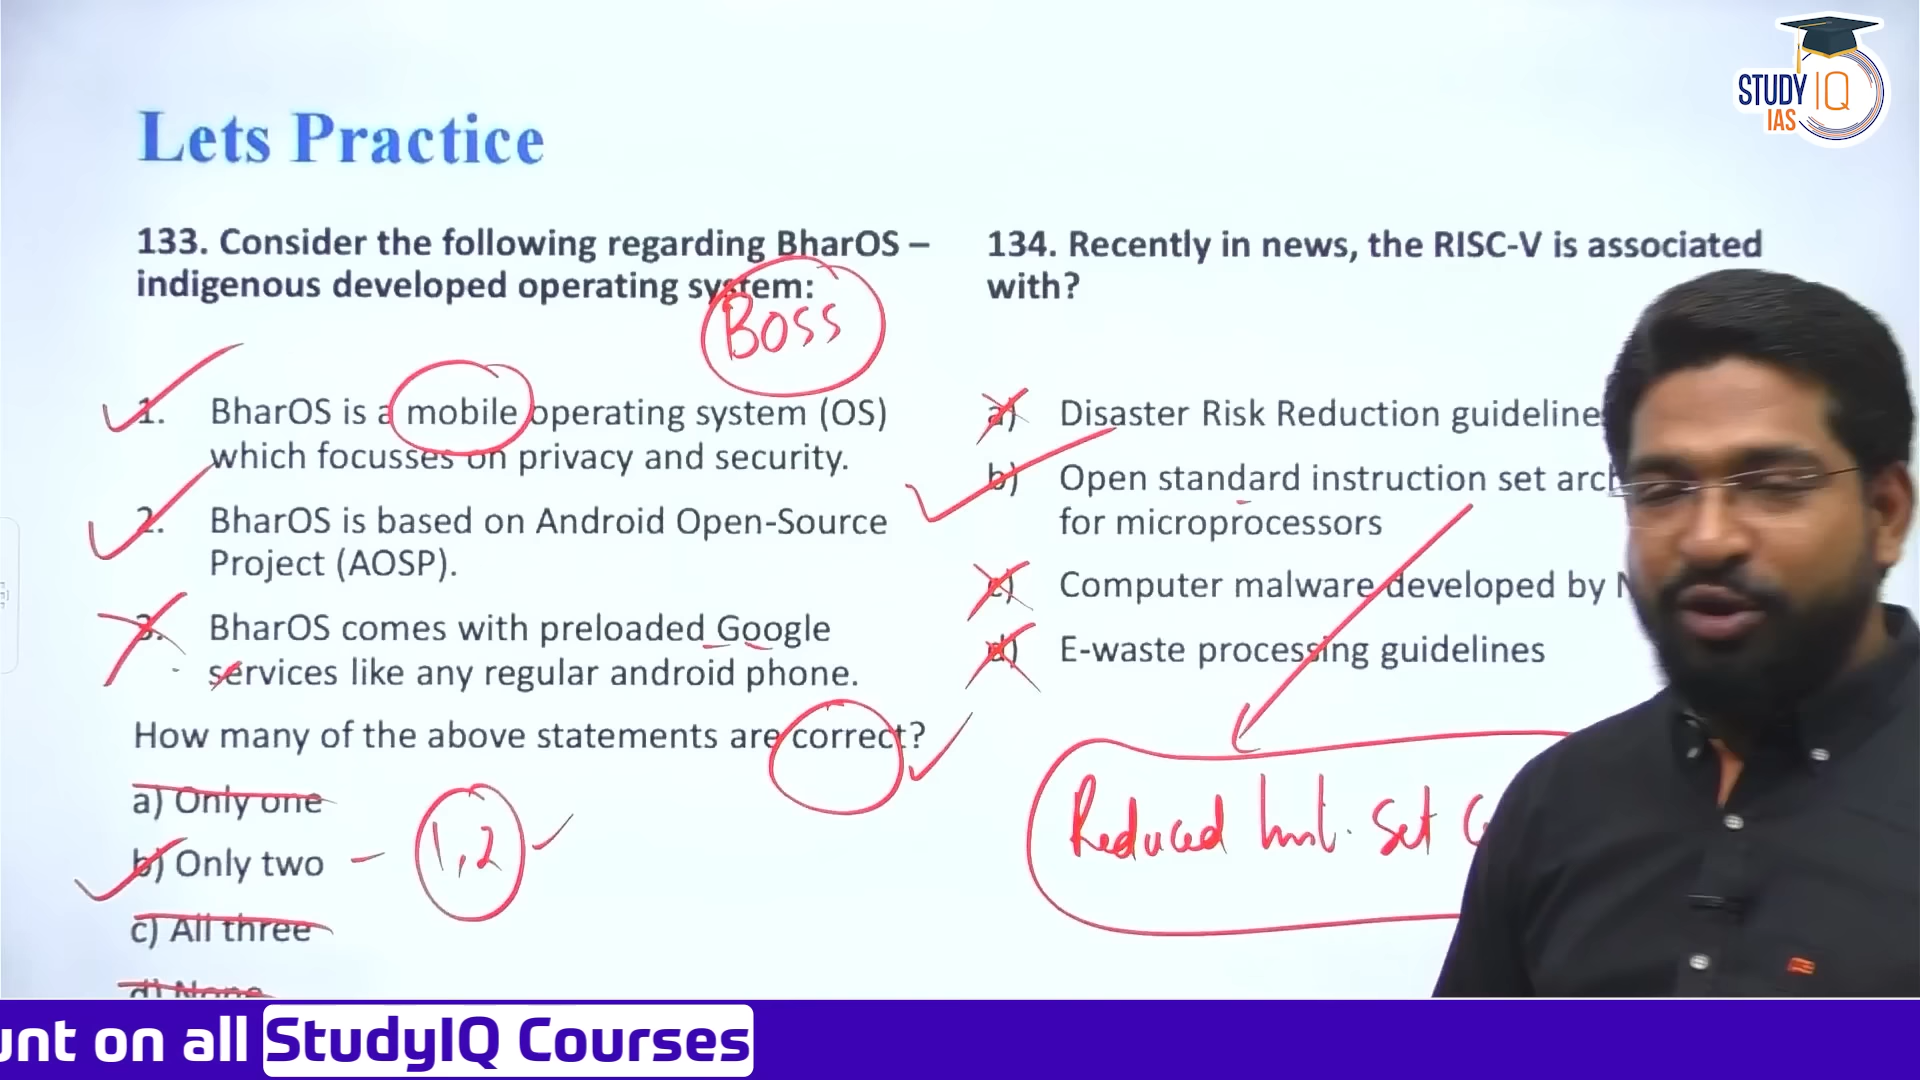 STUDY IQ
IAS
Lets Practice
133. Consider the following regarding BharOS –
indigenous developed operating system:
BOSS
1. BharOS is a mobile operating system (OS)
which focusses on privacy and security.
2. BharOS is based on Android Open-Source
Project (AOSP).
3. BharOS comes with preloaded Google
services like any regular android phone.
How many of the above statements are correct?
a) Only one
b) Only two
1,2
c) All three
d) None
134. Recently in news, the RISC-V is associated
with?
a) Disaster Risk Reduction guideline
b) Open standard instruction set arch
for microprocessors
c) Computer malware developed by N
d) E-waste processing guidelines
Reduced Inst. Set
unt on all StudyIQ Courses